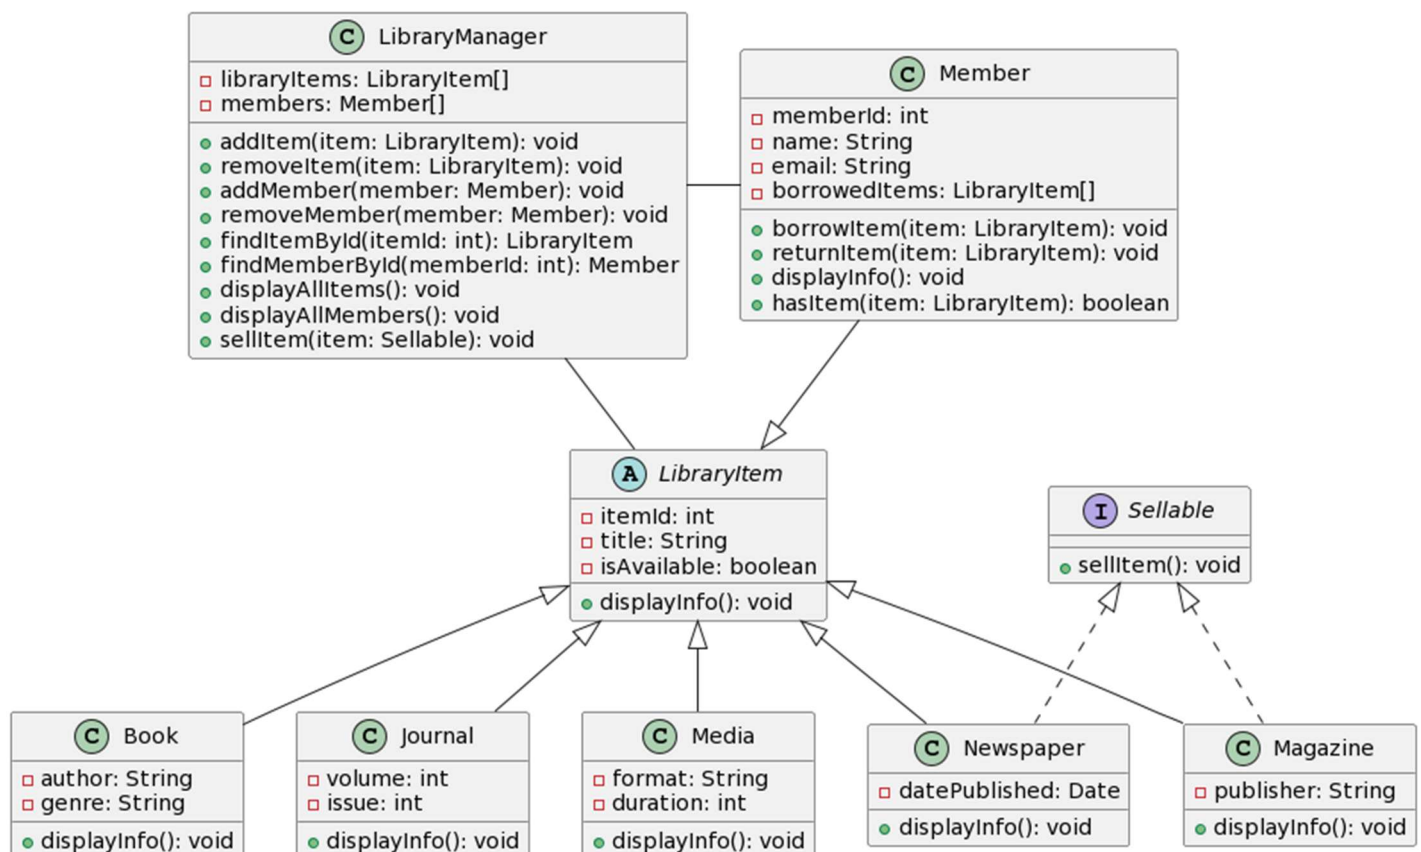 C LibraryManager
libraryItems: LibraryItem[]
members: Member[]
addItem(item: LibraryItem): void
removeItem(item: LibraryItem): void
addMember(member: Member): void
removeMember(member: Member): void
findItemById(itemId: int): LibraryItem
findMemberById(memberId: int): Member
displayAllItems(): void
displayAllMembers(): void
sellItem(item: Sellable): void
C Member
memberId: int
name: String
email: String
borrowedItems: LibraryItem[]
borrowItem(item: LibraryItem): void
returnItem(item: LibraryItem): void
displayInfo(): void
hasItem(item: LibraryItem): boolean
A LibraryItem
itemId: int
title: String
isAvailable: boolean
displayInfo(): void
I Sellable
sellItem(): void
C Book
author: String
genre: String
displayInfo(): void
C Journal
volume: int
issue: int
displayInfo(): void
C Media
format: String
duration: int
displayInfo(): void
C Newspaper
datePublished: Date
displayInfo(): void
C Magazine
publisher: String
displayInfo(): void